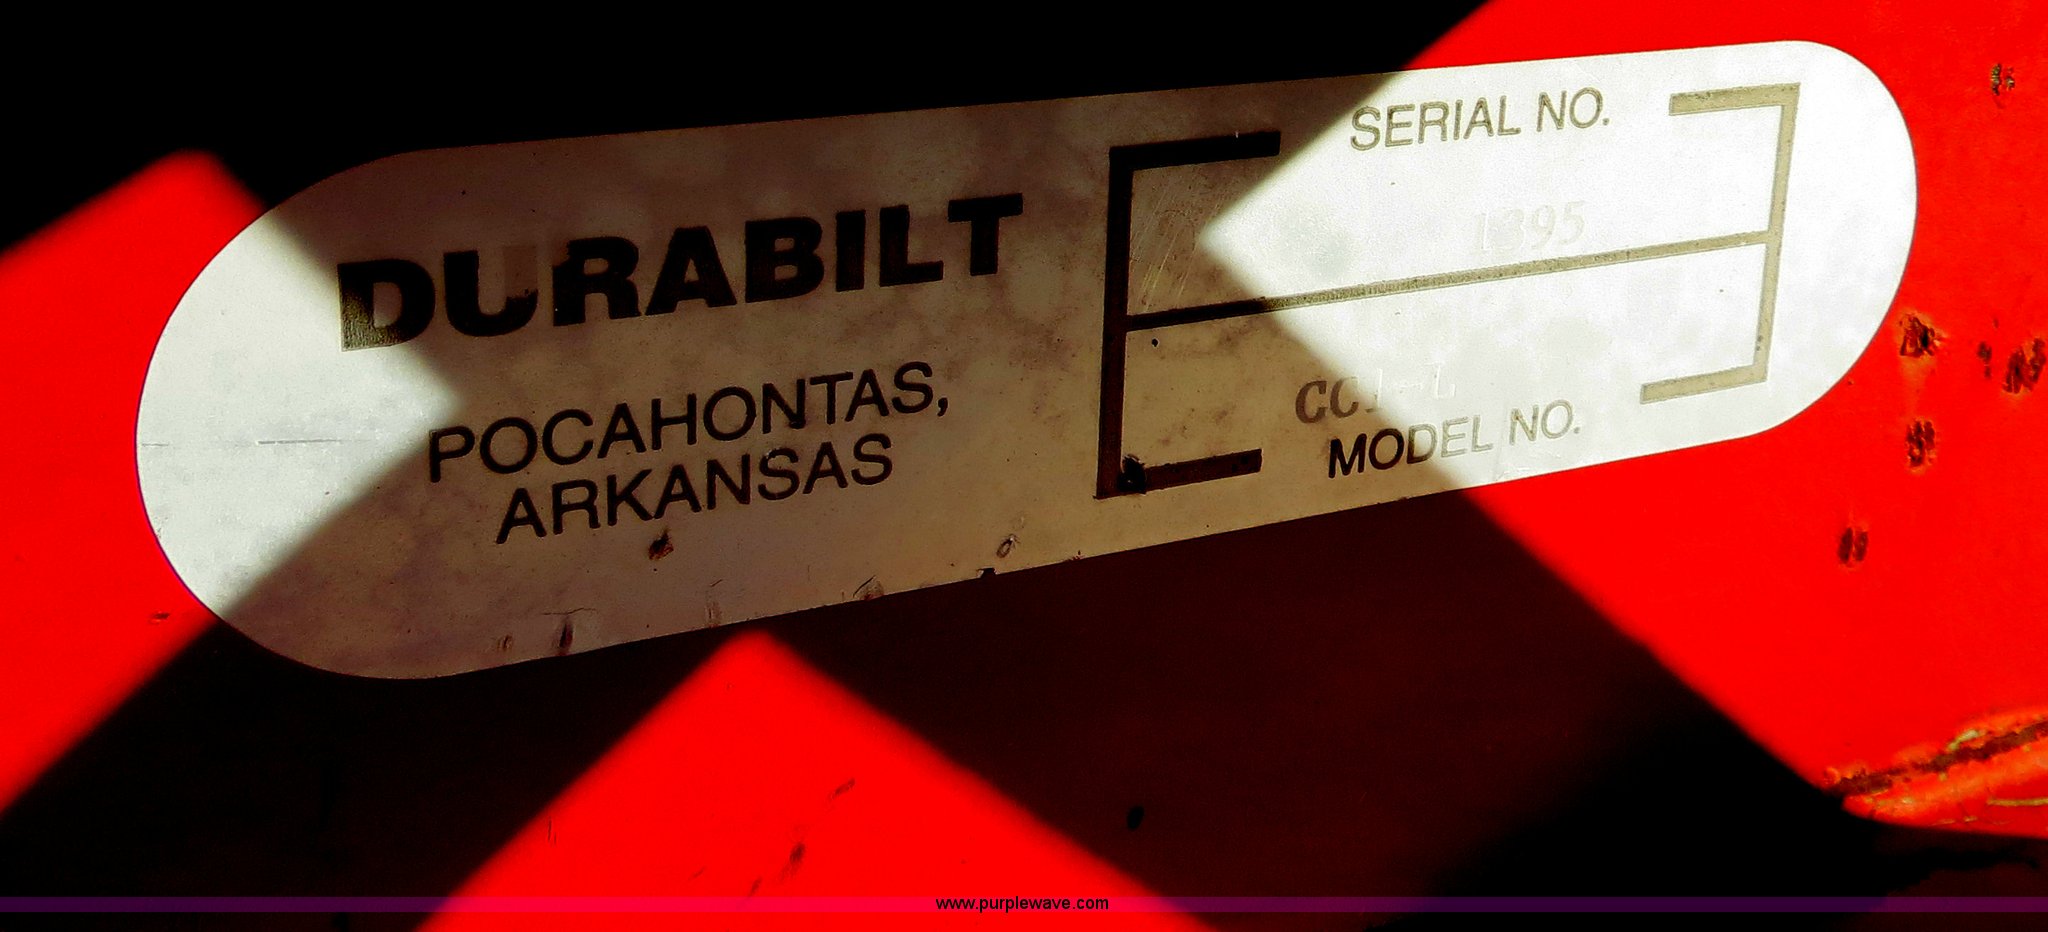 DURABILT
POCAHONTAS,
ARKANSAS
SERIAL NO.
1395
MODEL NO.
www.purplewave.com